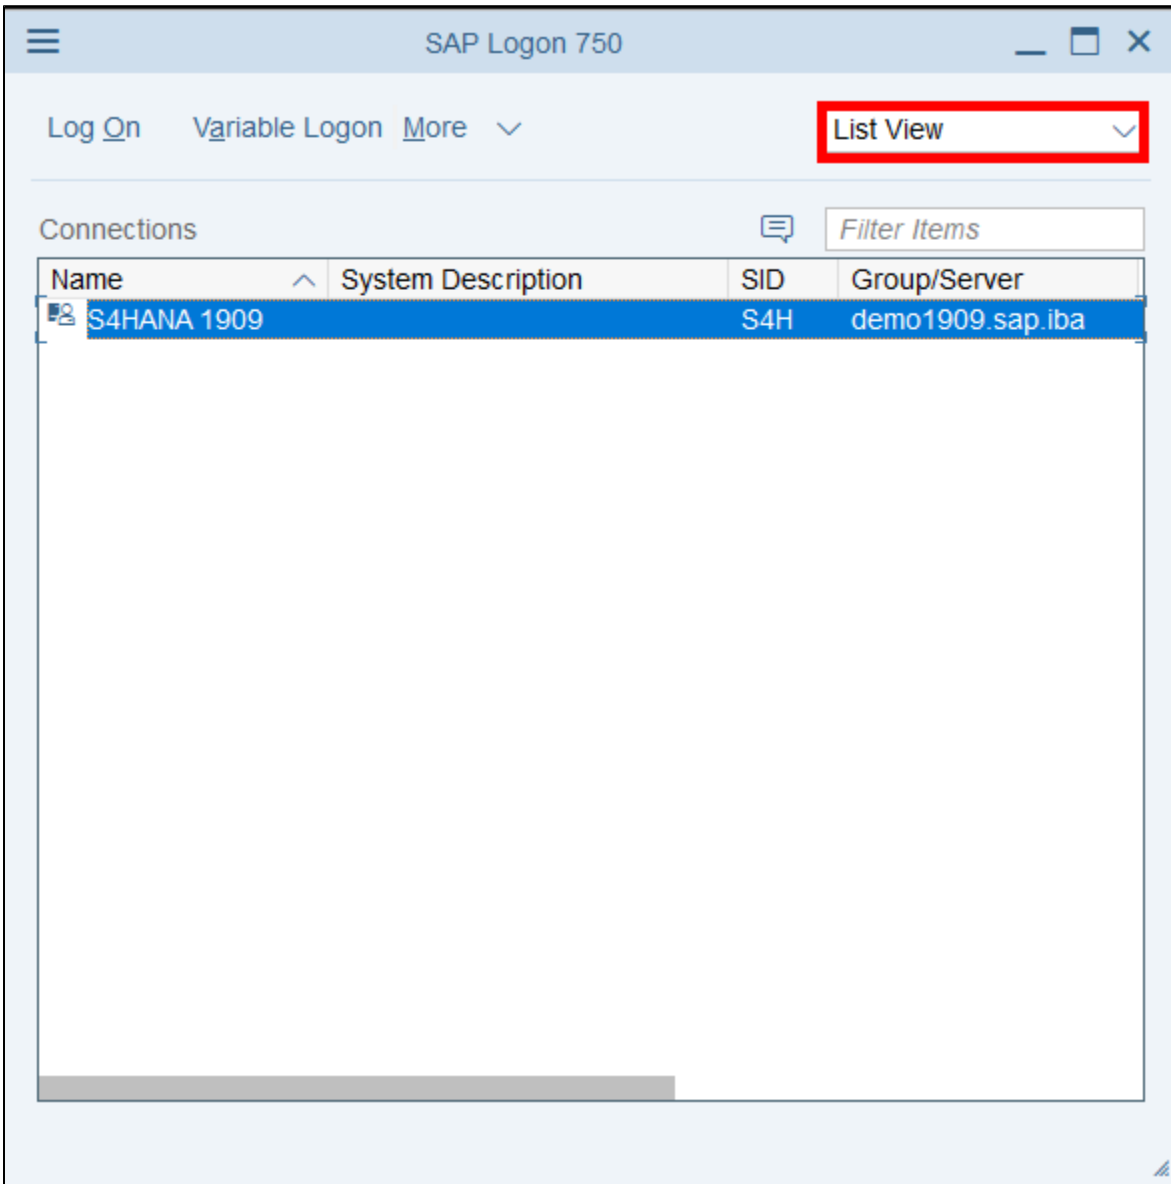 SAP Logon 750
Log On Variable Logon More List View
Connections Filter Items
Name System Description SID Group/Server
S4HANA 1909 S4H demo1909.sap.iba